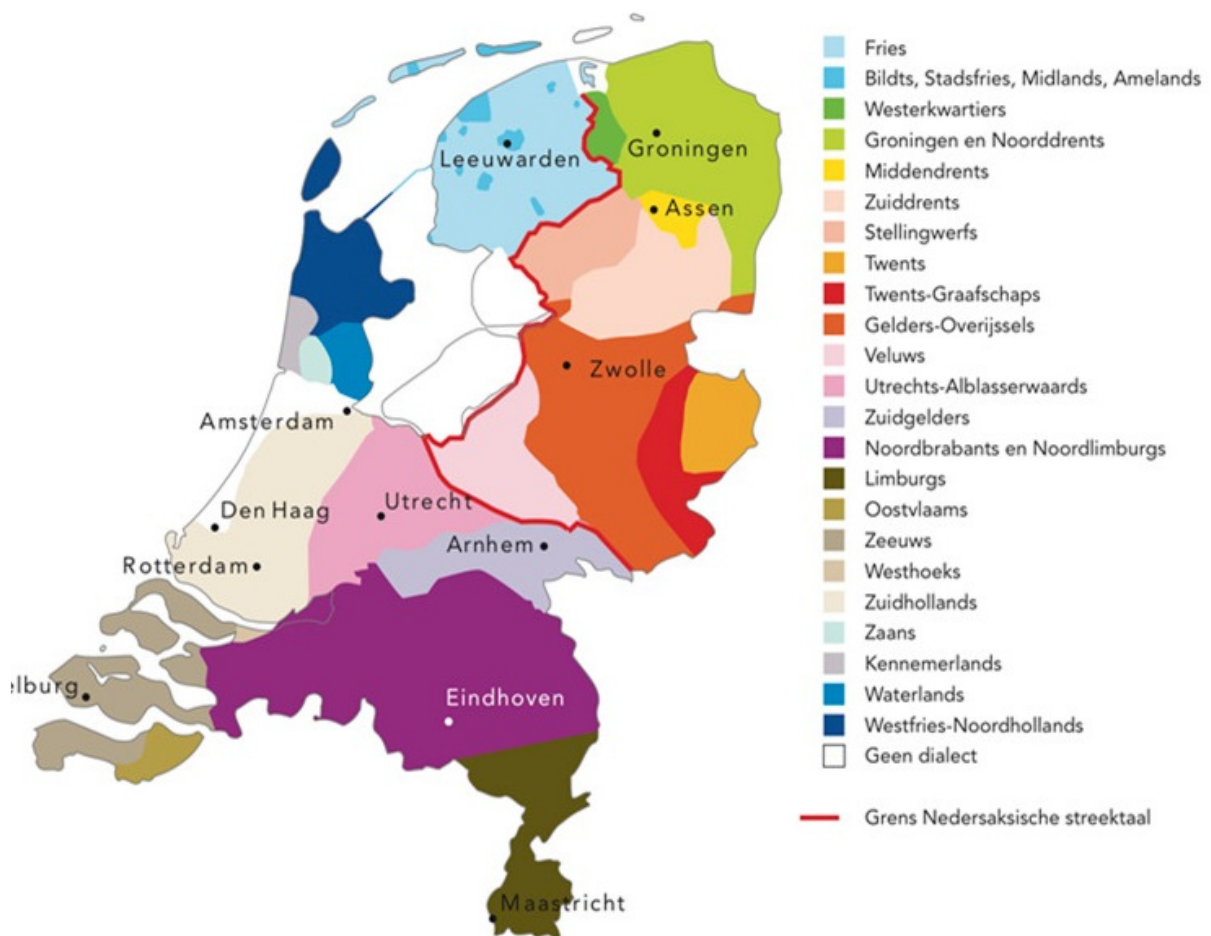 Leeuwarden
Groningen
Assen
Zwolle
Amsterdam
Den Haag
Utrecht
Arnhem
Rotterdam
elburg
Eindhoven
Maastricht
Fries
Bildts, Stadsfries, Midlands, Amelands
Westerkwartiers
Groningen en Noorddrents
Middendrents
Zuiddrents
Stellingwerfs
Twents
Twents-Graafschaps
Gelders-Overijssels
Veluws
Utrechts-Alblasserwaards
Zuidgelders
Noordbrabants en Noordlimburgs
Limburgs
Oostvlaams
Zeeuws
Westhoeks
Zuidhollands
Zaans
Kennemerlands
Waterlands
Westfries-Noordhollands
Geen dialect
Grens Nedersaksische streektaal